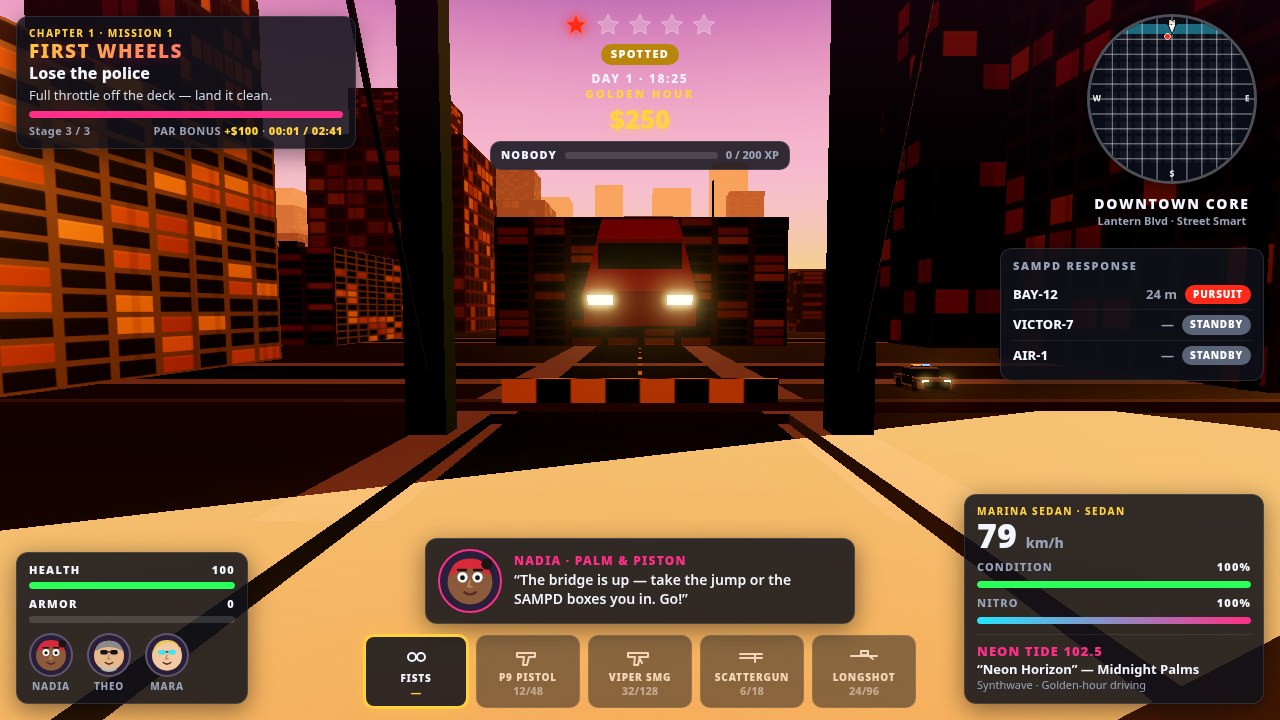 CHAPTER 1 · MISSION 1
FIRST WHEELS
Lose the police
Full throttle off the deck — land it clean.
Stage 3 / 3
PAR BONUS +$100 · 00:01 / 02:41
SPOTTED
DAY 1 · 18:25
GOLDEN HOUR
$250
NOBODY 0 / 200 XP
N
W
E
S
DOWNTOWN CORE
Lantern Blvd · Street Smart
SAMPD RESPONSE
BAY-12 24 m PURSUIT
VICTOR-7 — STANDBY
AIR-1 — STANDBY
HEALTH 100
ARMOR 0
NADIA THEO MARA
NADIA · PALM & PISTON
“The bridge is up — take the jump or the
SAMPD boxes you in. Go!”
FISTS
—
P9 PISTOL
12/48
VIPER SMG
32/128
SCATTERGUN
6/18
LONGSHOT
24/96
MARINA SEDAN · SEDAN
79 km/h
CONDITION 100%
NITRO 100%
NEON TIDE 102.5
“Neon Horizon” — Midnight Palms
Synthwave · Golden-hour driving